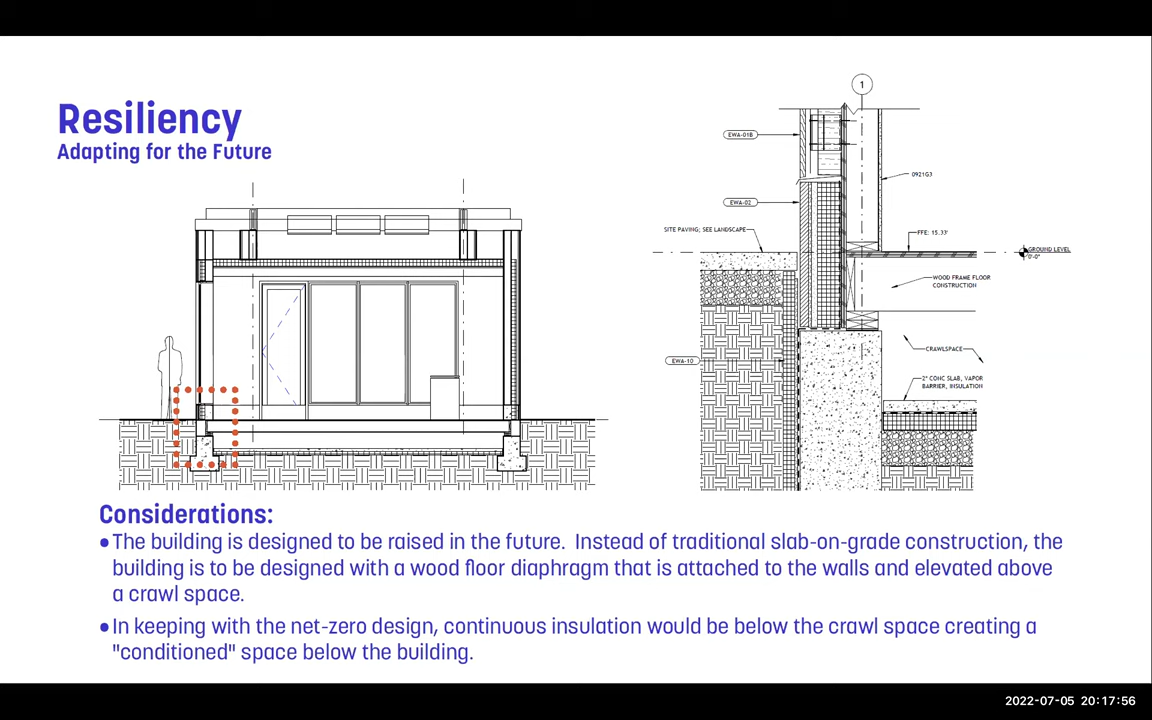 Resiliency
Adapting for the Future
1
EWA-01B
0921G3
EWA-02
SITE PAVING; SEE LANDSCAPE
FFE: 15.33'
GROUND LEVEL
0'-0"
WOOD FRAME FLOOR
CONSTRUCTION
CRAWLSPACE
EWA-10
2" CONC SLAB, VAPOR
BARRIER, INSULATION
Considerations:
• The building is designed to be raised in the future.  Instead of traditional slab-on-grade construction, the
building is to be designed with a wood floor diaphragm that is attached to the walls and elevated above
a crawl space.
• In keeping with the net-zero design, continuous insulation would be below the crawl space creating a
"conditioned" space below the building.
2022-07-05 20:17:56